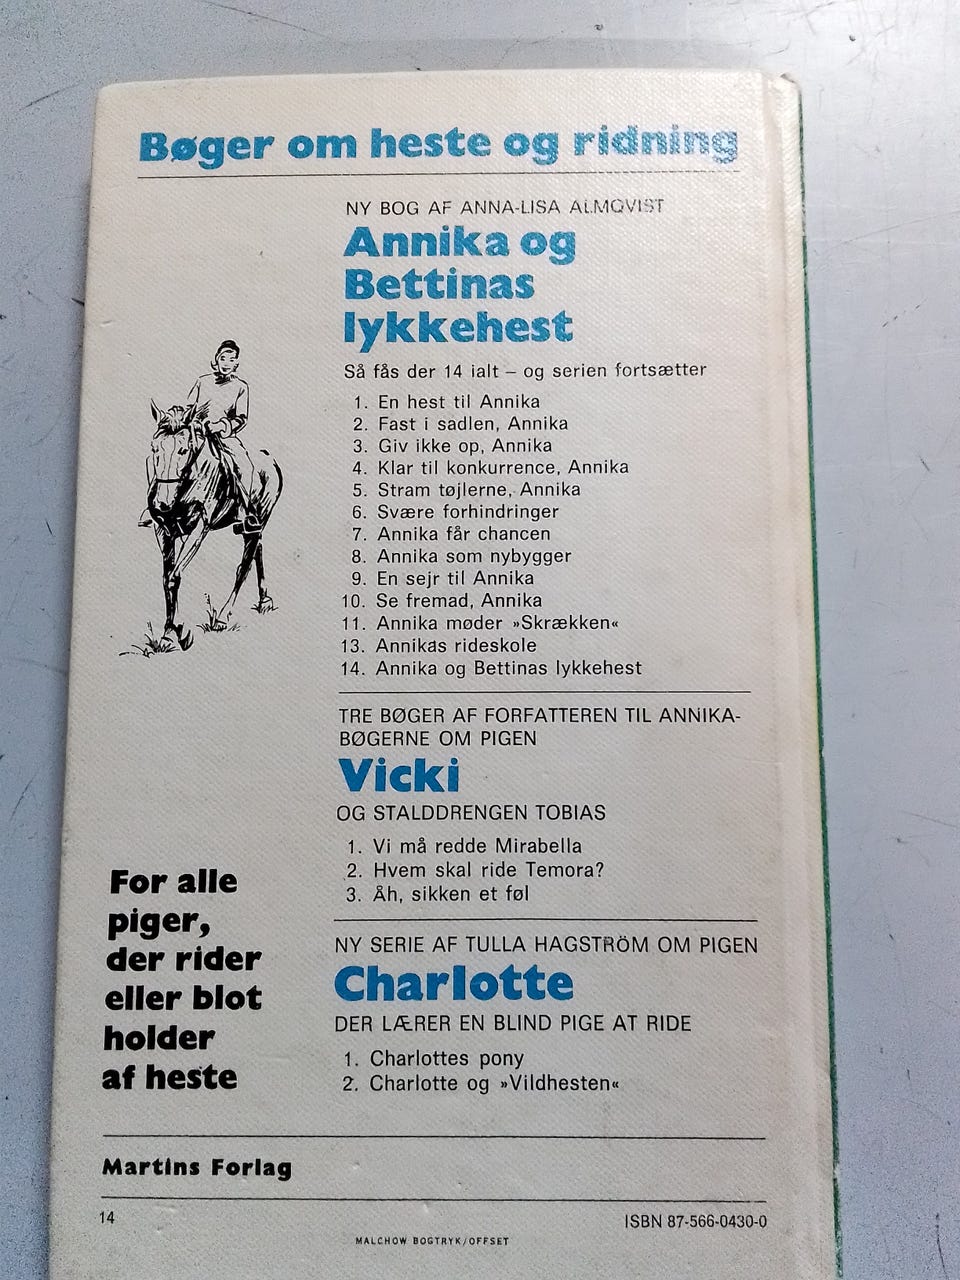 Bøger om heste og ridning
NY BOG AF ANNA-LISA ALMQVIST
Annika og
Bettinas
lykkehest
Så fås der 14 ialt – og serien fortsætter
1. En hest til Annika
2. Fast i sadlen, Annika
3. Giv ikke op, Annika
4. Klar til konkurrence, Annika
5. Stram tøjlerne, Annika
6. Svære forhindringer
7. Annika får chancen
8. Annika som nybygger
9. En sejr til Annika
10. Se fremad, Annika
11. Annika møder »Skrækken«
13. Annikas rideskole
14. Annika og Bettinas lykkehest
TRE BØGER AF FORFATTEREN TIL ANNIKA-
BØGERNE OM PIGEN
Vicki
OG STALDDRENGEN TOBIAS
1. Vi må redde Mirabella
2. Hvem skal ride Temora?
3. Åh, sikken et føl
NY SERIE AF TULLA HAGSTRÖM OM PIGEN
Charlotte
DER LÆRER EN BLIND PIGE AT RIDE
1. Charlottes pony
2. Charlotte og »Vildhesten«
For alle
piger,
der rider
eller blot
holder
af heste
Martins Forlag
14
ISBN 87-566-0430-0
MALCHOW BOGTRYK/OFFSET